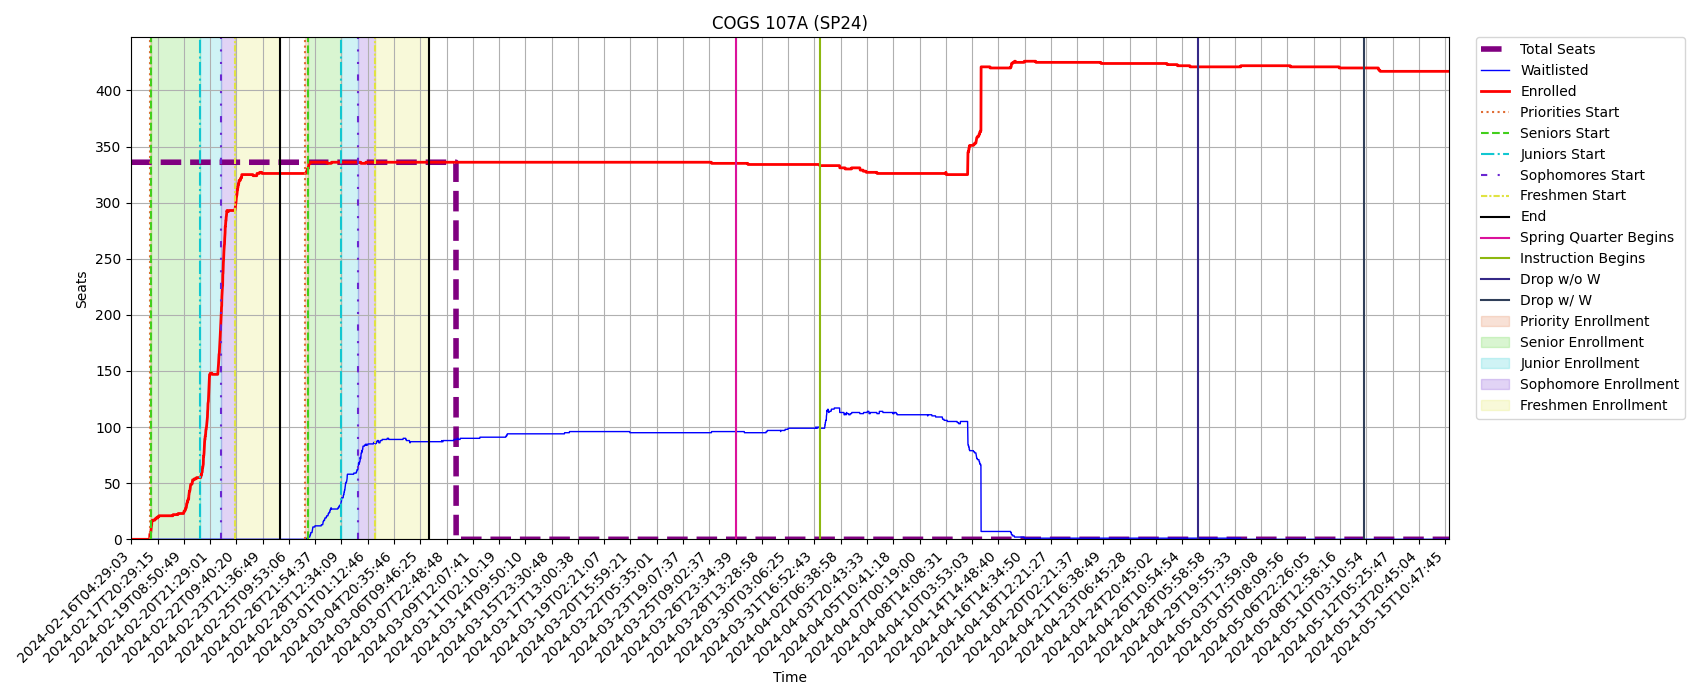 COGS 107A (SP24)
Seats
400
350
300
250
200
150
100
50
0
2024-02-16T04:29:03
2024-02-17T20:29:15
2024-02-19T08:50:49
2024-02-20T21:29:01
2024-02-22T09:40:20
2024-02-23T21:36:49
2024-02-25T09:53:06
2024-02-26T21:54:37
2024-02-28T12:34:09
2024-03-01T01:12:46
2024-03-04T20:35:46
2024-03-06T09:46:25
2024-03-07T22:48:48
2024-03-09T12:07:41
2024-03-11T02:10:19
2024-03-14T09:50:10
2024-03-15T23:30:48
2024-03-17T13:00:38
2024-03-19T02:21:07
2024-03-20T15:59:21
2024-03-22T05:35:01
2024-03-23T19:07:37
2024-03-25T09:02:37
2024-03-26T23:34:39
2024-03-28T13:28:58
2024-03-30T03:06:25
2024-03-31T16:52:43
2024-04-02T06:38:58
2024-04-03T20:43:33
2024-04-05T10:41:18
2024-04-07T00:19:00
2024-04-08T14:08:31
2024-04-10T03:53:03
2024-04-14T14:48:40
2024-04-16T14:34:50
2024-04-18T12:21:27
2024-04-20T02:21:37
2024-04-21T16:38:49
2024-04-23T06:45:28
2024-04-24T20:45:02
2024-04-26T10:54:54
2024-04-28T05:58:58
2024-04-29T19:55:33
2024-05-03T17:59:08
2024-05-05T08:09:56
2024-05-06T22:26:05
2024-05-08T12:58:16
2024-05-10T03:10:54
2024-05-12T05:25:47
2024-05-13T20:45:04
2024-05-15T10:47:45
Time
Total Seats
Waitlisted
Enrolled
Priorities Start
Seniors Start
Juniors Start
Sophomores Start
Freshmen Start
End
Spring Quarter Begins
Instruction Begins
Drop w/o W
Drop w/ W
Priority Enrollment
Senior Enrollment
Junior Enrollment
Sophomore Enrollment
Freshmen Enrollment